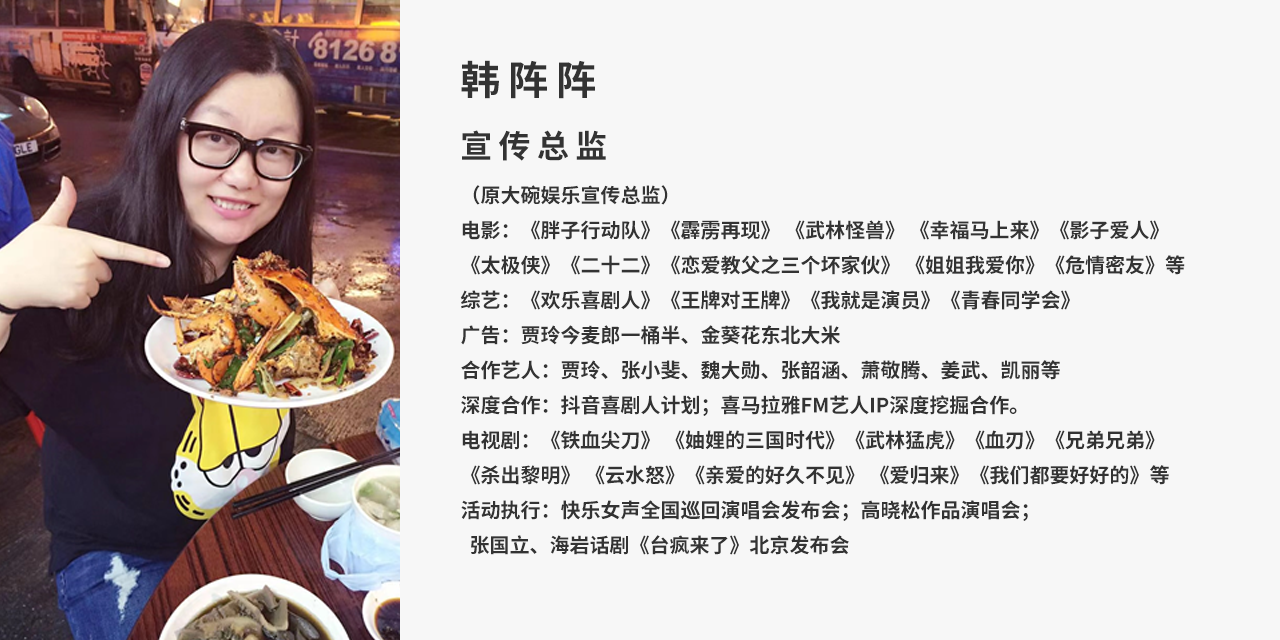 8126 8
GLE
韩阵阵
宣传总监
（原大碗娱乐宣传总监）
电影：《胖子行动队》《霹雳再现》 《武林怪兽》 《幸福马上来》《影子爱人》
《太极侠》《二十二》《恋爱教父之三个坏家伙》 《姐姐我爱你》《危情密友》等
综艺：《欢乐喜剧人》《王牌对王牌》《我就是演员》《青春同学会》
广告：贾玲今麦郎一桶半、金葵花东北大米
合作艺人：贾玲、张小斐、魏大勋、张韶涵、萧敬腾、姜武、凯丽等
深度合作：抖音喜剧人计划；喜马拉雅FM艺人IP深度挖掘合作。
电视剧：《铁血尖刀》 《妯娌的三国时代》《武林猛虎》《血刃》《兄弟兄弟》
《杀出黎明》 《云水怒》《亲爱的好久不见》 《爱归来》《我们都要好好的》等
活动执行：快乐女声全国巡回演唱会发布会；高晓松作品演唱会；
张国立、海岩话剧《台疯来了》北京发布会